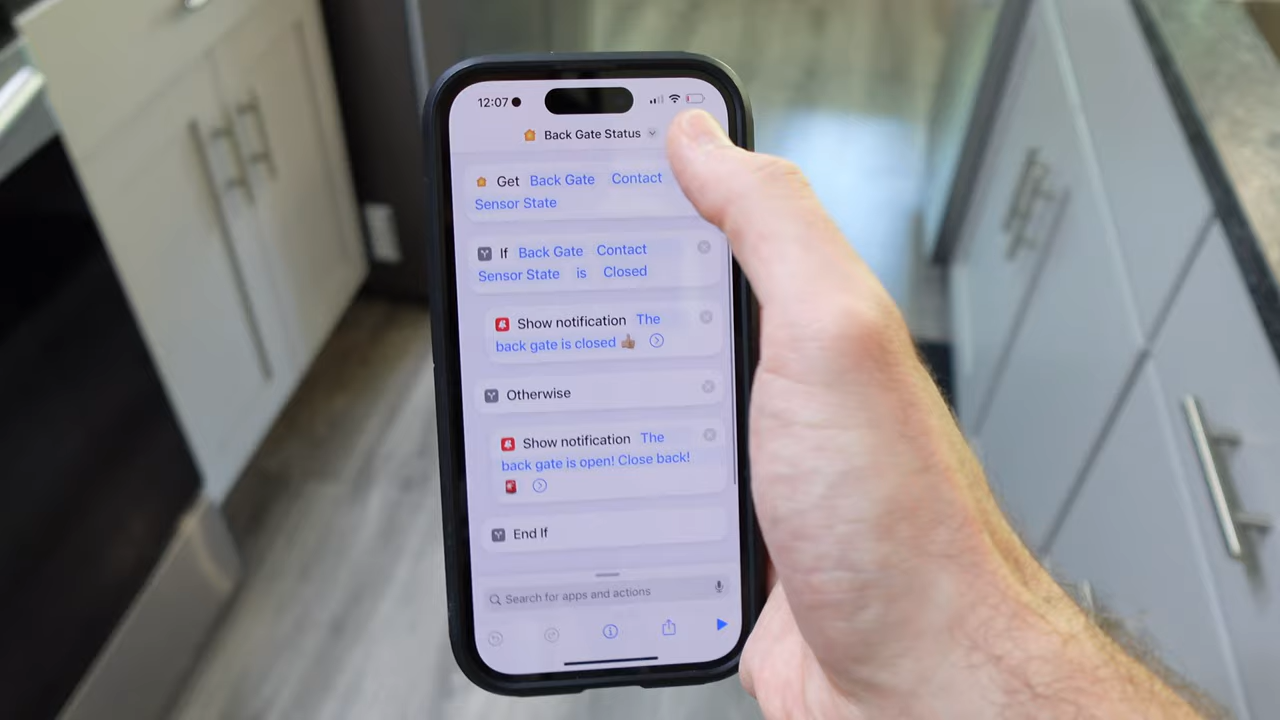 12:07
Back Gate Status
Get Back Gate Contact
Sensor State
If Back Gate Contact
Sensor State is Closed
Show notification The
back gate is closed 👍🏽
Otherwise
Show notification The
back gate is open! Close back!
🚨
End If
Search for apps and actions